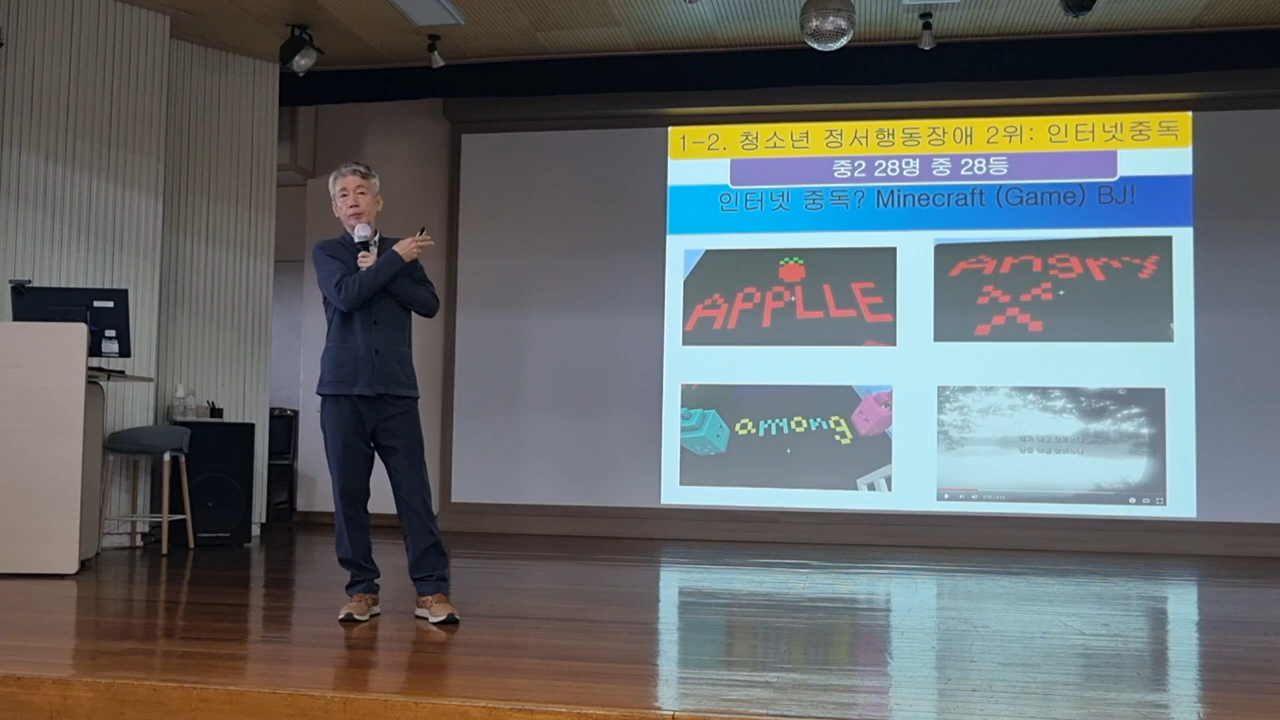 1-2. 청소년 정서행동장애 2위: 인터넷중독
중2 28명 중 28등
인터넷 중독? Minecraft (Game) BJ!
APPLLE
Angry
among